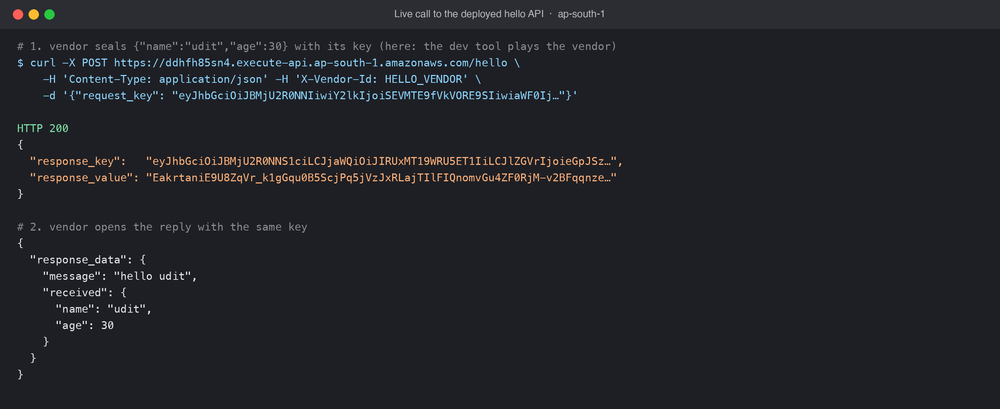 Live call to the deployed hello API · ap-south-1
# 1. vendor seals {"name":"udit","age":30} with its key (here: the dev tool plays the vendor)
$ curl -X POST https://ddhfh85sn4.execute-api.ap-south-1.amazonaws.com/hello \
    -H 'Content-Type: application/json' -H 'X-Vendor-Id: HELLO_VENDOR' \
    -d '{"request_key": "eyJhbGciOiJBMjU2R0NNIiwiY2lkIjoiSEVMTE9fVkVORE9SIiwiaWF0Ij…"}'
HTTP 200
{
  "response_key":   "eyJhbGciOiJBMjU2R0NNS1ciLCJjaWQiOiJIRUxMT19WRU5ET1IiLCJlZGVrIjoieGpJSz…",
  "response_value": "EakrtaniE9U8ZqVr_k1gGqu0B5ScjPq5jVzJxRLajTIlFIQnomvGu4ZF0RjM-v2BFqqnze…"
}
# 2. vendor opens the reply with the same key
{
  "response_data": {
    "message": "hello udit",
    "received": {
      "name": "udit",
      "age": 30
    }
  }
}